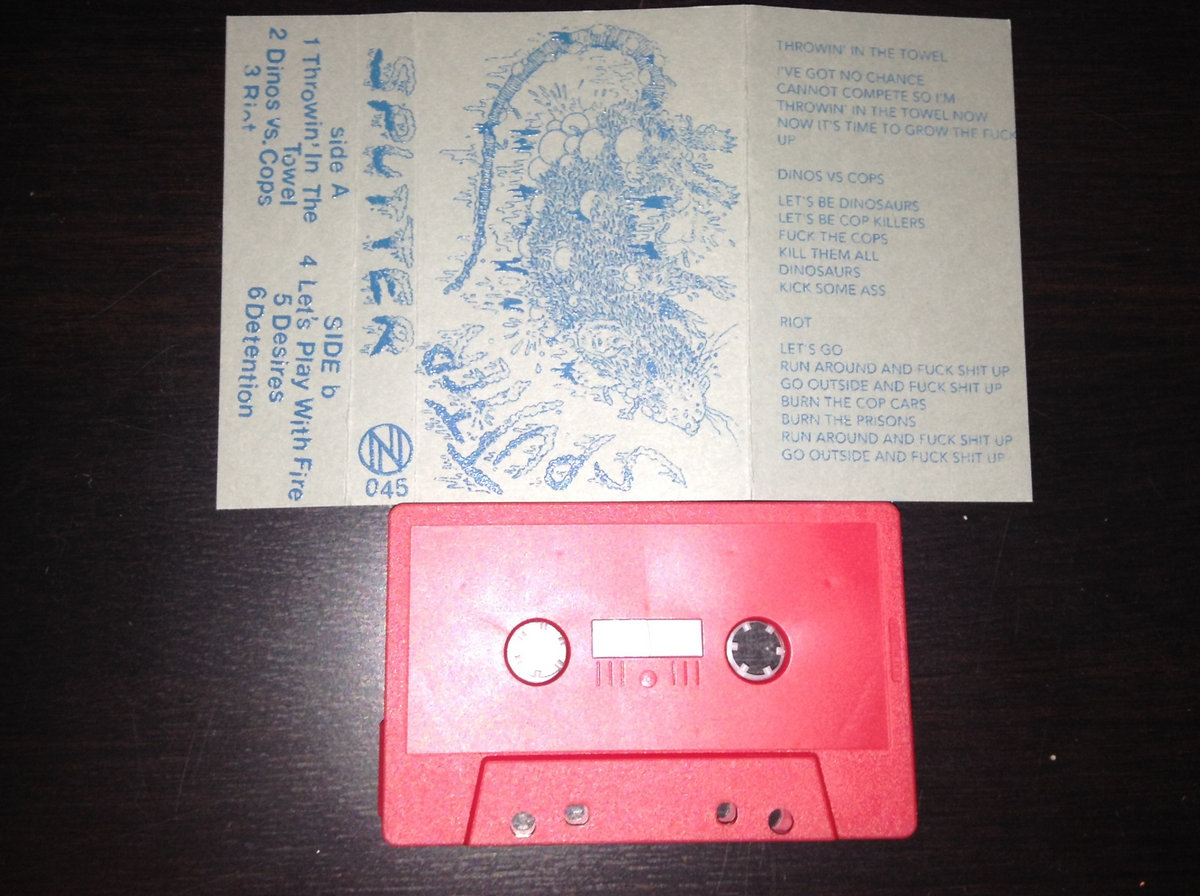 side A
1 Throwin' In The
Towel
2 Dinos vs. Cops
3 Riot
SIDE b
4 Let's Play With Fire
5 Desires
6 Detention
SPUTTER
045
SPUTTER
THROWIN' IN THE TOWEL
I'VE GOT NO CHANCE
CANNOT COMPETE SO I'M
THROWIN' IN THE TOWEL NOW
NOW IT'S TIME TO GROW THE FUCK
UP
DINOS VS COPS
LET'S BE DINOSAURS
LET'S BE COP KILLERS
FUCK THE COPS
KILL THEM ALL
DINOSAURS
KICK SOME ASS
RIOT
LET'S GO
RUN AROUND AND FUCK SHIT UP
GO OUTSIDE AND FUCK SHIT UP
BURN THE COP CARS
BURN THE PRISONS
RUN AROUND AND FUCK SHIT UP
GO OUTSIDE AND FUCK SHIT UP